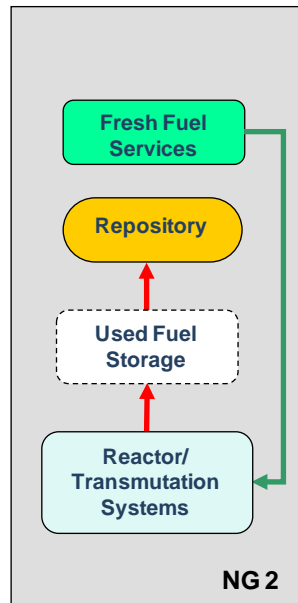 Fresh Fuel
Services
Repository
Used Fuel
Storage
Reactor/
Transmutation
Systems
NG 2